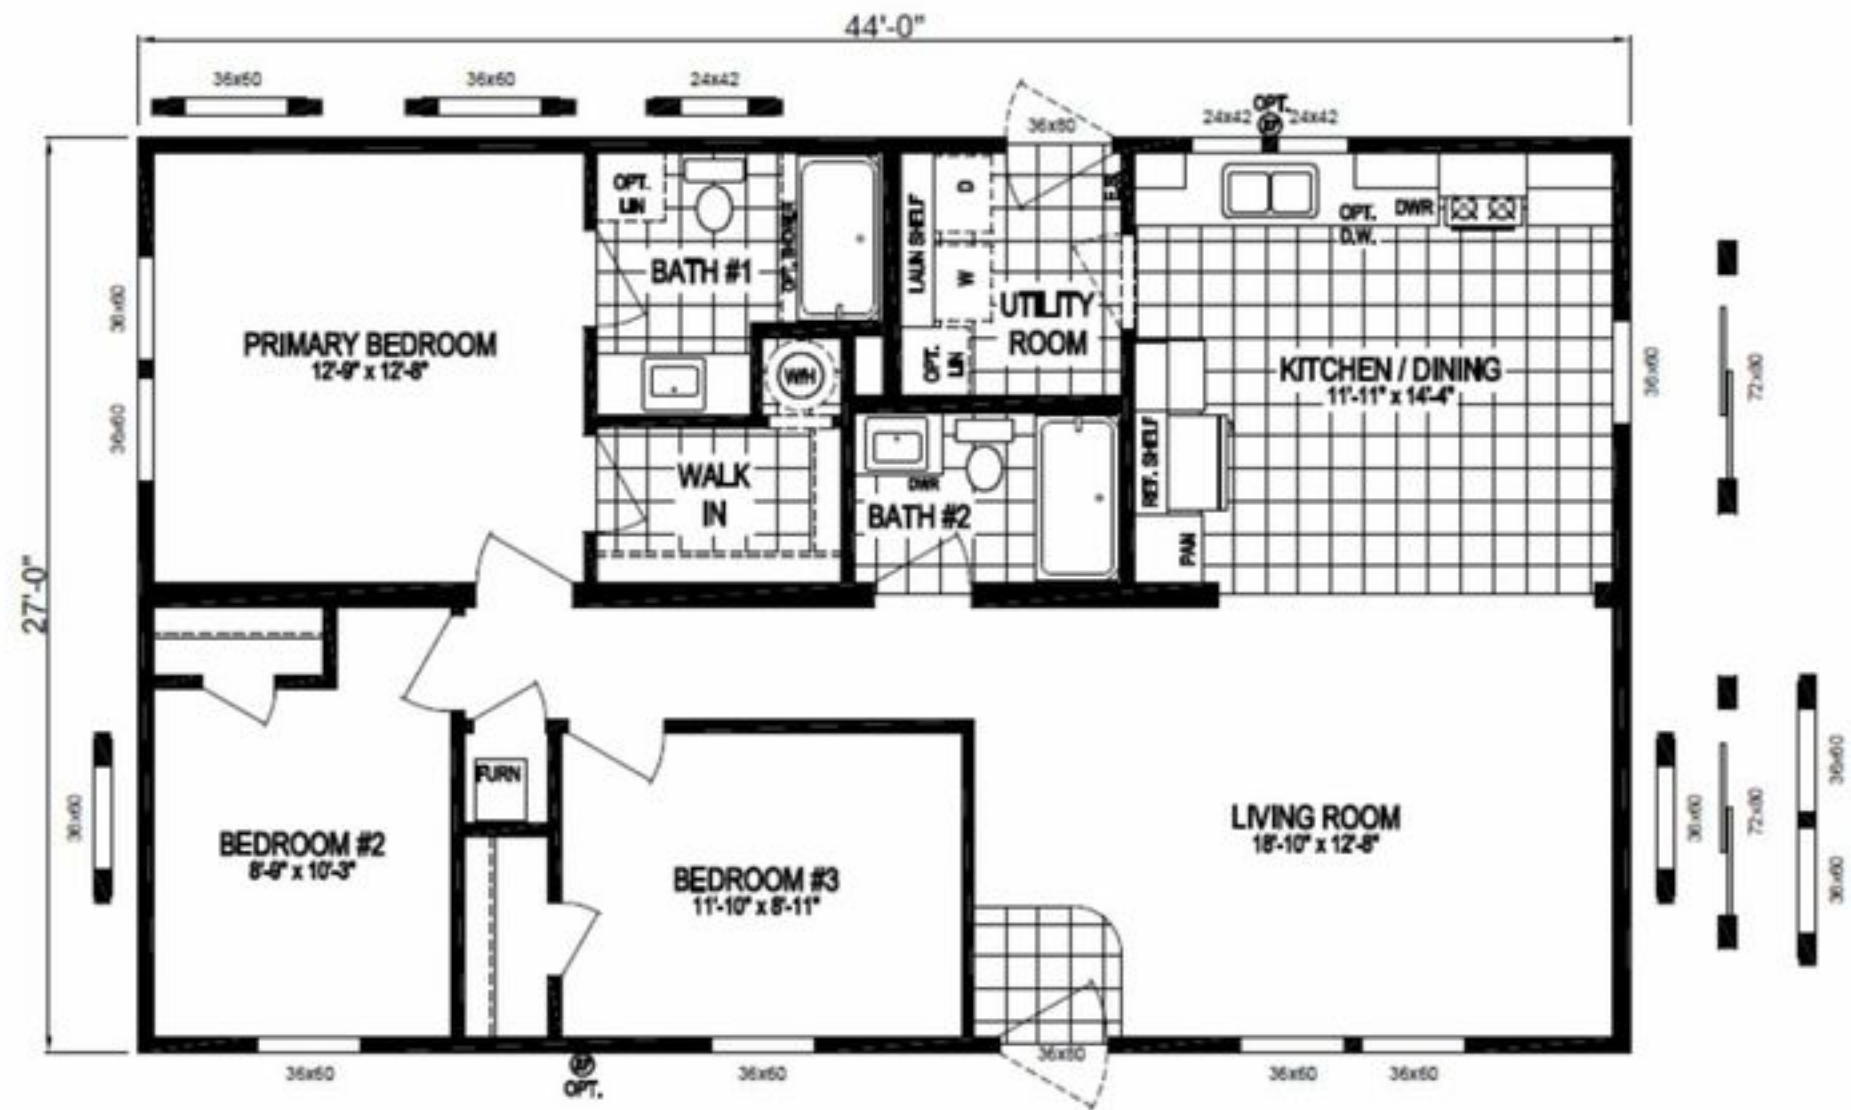 44'-0"
36x60
36x60
24x42
36x80
OPT.
24x42
24x42
OPT.
LIN
OPT. THONER
LAUN SHELF
D
W
OPT.
D.W.
DWR
BATH #1
UTILITY
ROOM
OPT.
LIN
PRIMARY BEDROOM
12'-9" x 12'-8"
36x60
36x60
W/H
KITCHEN / DINING
11'-11" x 14'-4"
36x60
72x80
WALK
IN
DWR
BATH #2
REF. SHELF
PAN
27'-0"
FURN
BEDROOM #2
8'-9" x 10'-3"
36x60
BEDROOM #3
11'-10" x 8'-11"
LIVING ROOM
18'-10" x 12'-8"
36x60
72x80
36x60
36x60
36x60
OPT.
36x60
36x80
36x60
36x60